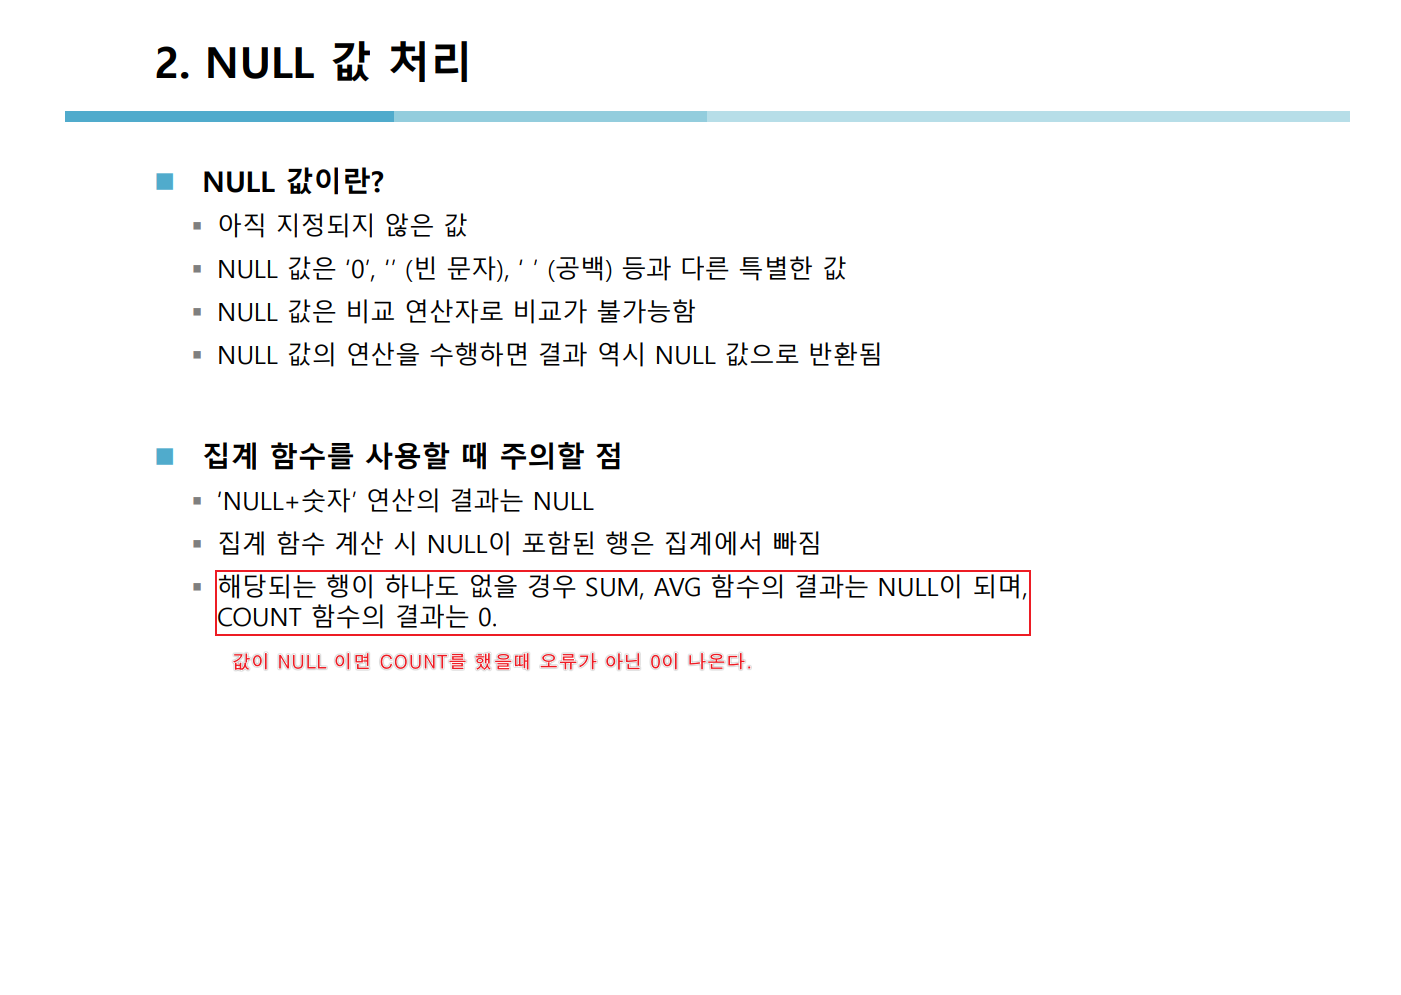 2. NULL 값 처리
NULL 값이란?
아직 지정되지 않은 값
NULL 값은 ‘0’, ‘’ (빈 문자), ‘ ’ (공백) 등과 다른 특별한 값
NULL 값은 비교 연산자로 비교가 불가능함
NULL 값의 연산을 수행하면 결과 역시 NULL 값으로 반환됨
집계 함수를 사용할 때 주의할 점
‘NULL+숫자’ 연산의 결과는 NULL
집계 함수 계산 시 NULL이 포함된 행은 집계에서 빠짐
해당되는 행이 하나도 없을 경우 SUM, AVG 함수의 결과는 NULL이 되며,
COUNT 함수의 결과는 0.
값이 NULL 이면 COUNT를 했을때 오류가 아닌 0이 나온다.